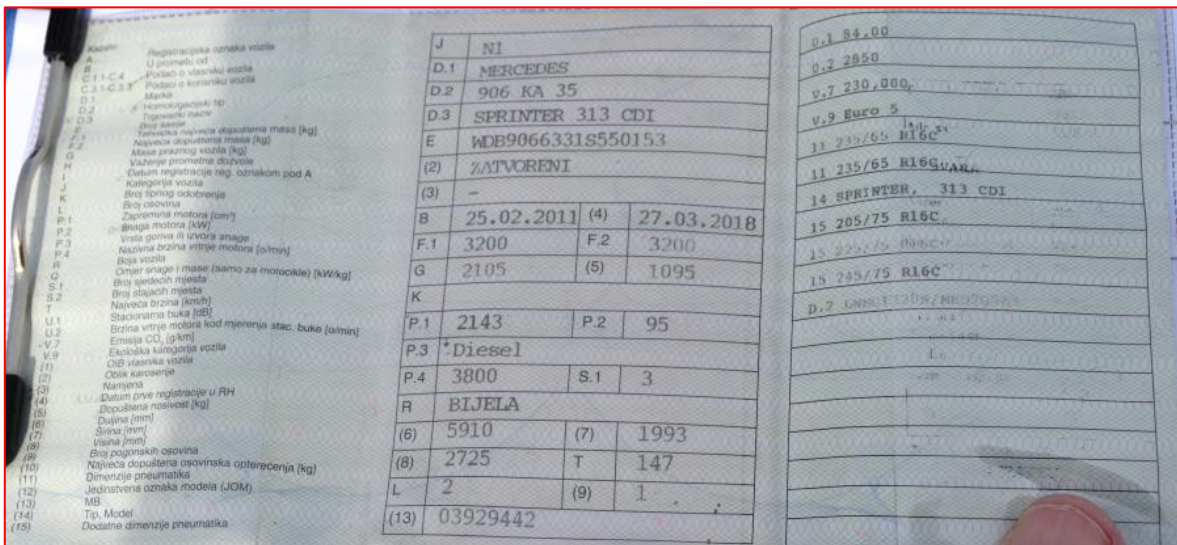 Kazalo
A Registracijska oznaka vozila
B U prometu od
C.1.1-C.4 Podaci o vlasniku vozila
C.3.1-C.3.3 Podaci o korisniku vozila
D.1 Marka
D.2 Homologacijski tip
D.3 Trgovački naziv
E Broj šasije
F.1 Tehnička najveća dopuštena masa [kg]
F.2 Najveća dopuštena masa [kg]
G Masa praznog vozila [kg]
H Važenje prometne dozvole
I Datum registracije reg. oznakom pod A
J Kategorija vozila
K Broj tipnog odobrenja
L Broj osovina
P.1 Zapremina motora [cm³]
P.2 Snaga motora [kW]
P.3 Vrsta goriva ili izvora snage
P.4 Nazivna brzina vrtnje motora [o/min]
R Boja vozila
Q Omjer snage i mase (samo za motocikle) [kW/kg]
S.1 Broj sjedećih mjesta
S.2 Broj stajaćih mjesta
T Najveća brzina [km/h]
U.1 Stacionarna buka [dB]
U.2 Brzina vrtnje motora kod mjerenja stac. buke [o/min]
V.7 Emisija CO₂ [g/km]
V.9 Ekološka kategorija vozila
(1) OIB vlasnika vozila
(2) Oblik karoserije
(3) Namjena
(4) Datum prve registracije u RH
(5) Dopuštena nosivost [kg]
(6) Duljina [mm]
(7) Širina [mm]
(8) Visina [mm]
(9) Broj pogonskih osovina
(10) Najveća dopuštena osovinska opterećenja [kg]
(11) Dimenzije pneumatika
(12) Jedinstvena oznaka modela (JOM)
(13) MB
(14) Tip, Model
(15) Dodatne dimenzije pneumatika
J N1
D.1 MERCEDES
D.2 906 KA 35
D.3 SPRINTER 313 CDI
E WDB9066331S550153
(2) ZATVORENI
(3) -
B 25.02.2011 (4) 27.03.2018
F.1 3200 F.2 3200
G 2105 (5) 1095
K
P.1 2143 P.2 95
P.3 Diesel
P.4 3800 S.1 3
R BIJELA
(6) 5910 (7) 1993
(8) 2725 T 147
L 2 (9) 1
(13) 03929442
U.1 84,00
U.2 2850
V.7 230,000
V.9 Euro 5
11 235/65 R16C
11 235/65 R16C
14 SPRINTER, 313 CDI
15 205/75 R16C
15 225/75 R16C
15 245/75 R16C
D.2